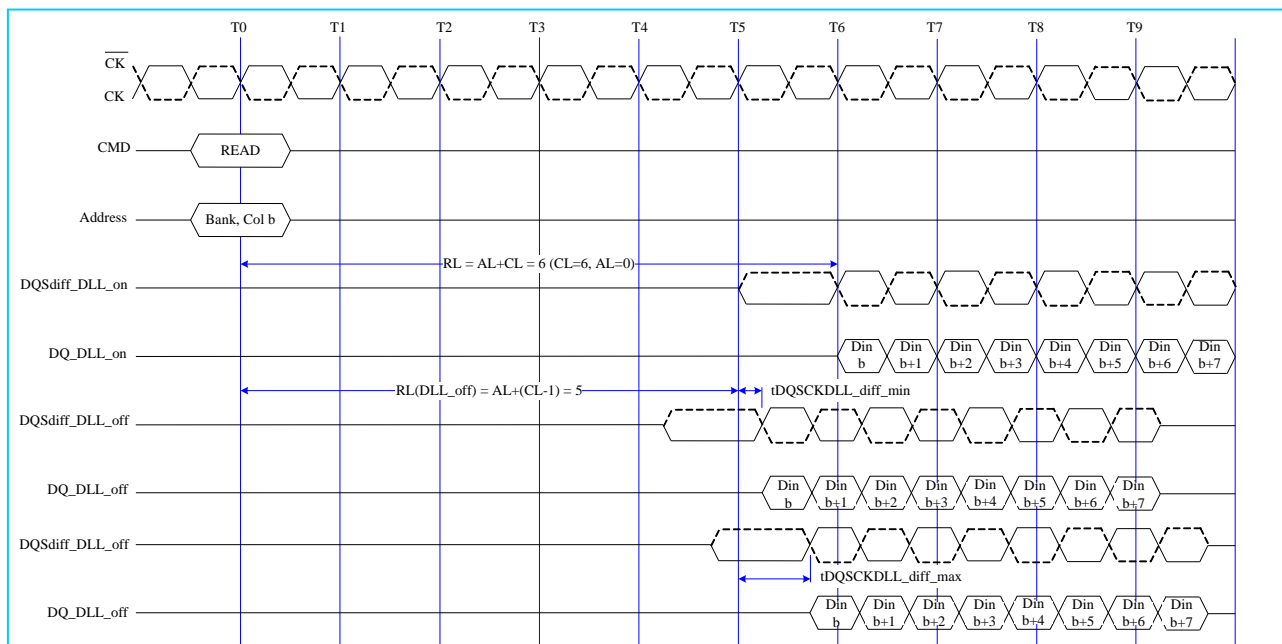 T0 T1 T2 T3 T4 T5 T6 T7 T8 T9
CK
CK
CMD READ
Address Bank, Col b
RL = AL+CL = 6 (CL=6, AL=0)
DQSdiff_DLL_on
DQ_DLL_on Din b Din b+1 Din b+2 Din b+3 Din b+4 Din b+5 Din b+6 Din b+7
RL(DLL_off) = AL+(CL-1) = 5 tDQSCKDLL_diff_min
DQSdiff_DLL_off
DQ_DLL_off Din b Din b+1 Din b+2 Din b+3 Din b+4 Din b+5 Din b+6 Din b+7
DQSdiff_DLL_off
tDQSCKDLL_diff_max
DQ_DLL_off Din b Din b+1 Din b+2 Din b+3 Din b+4 Din b+5 Din b+6 Din b+7